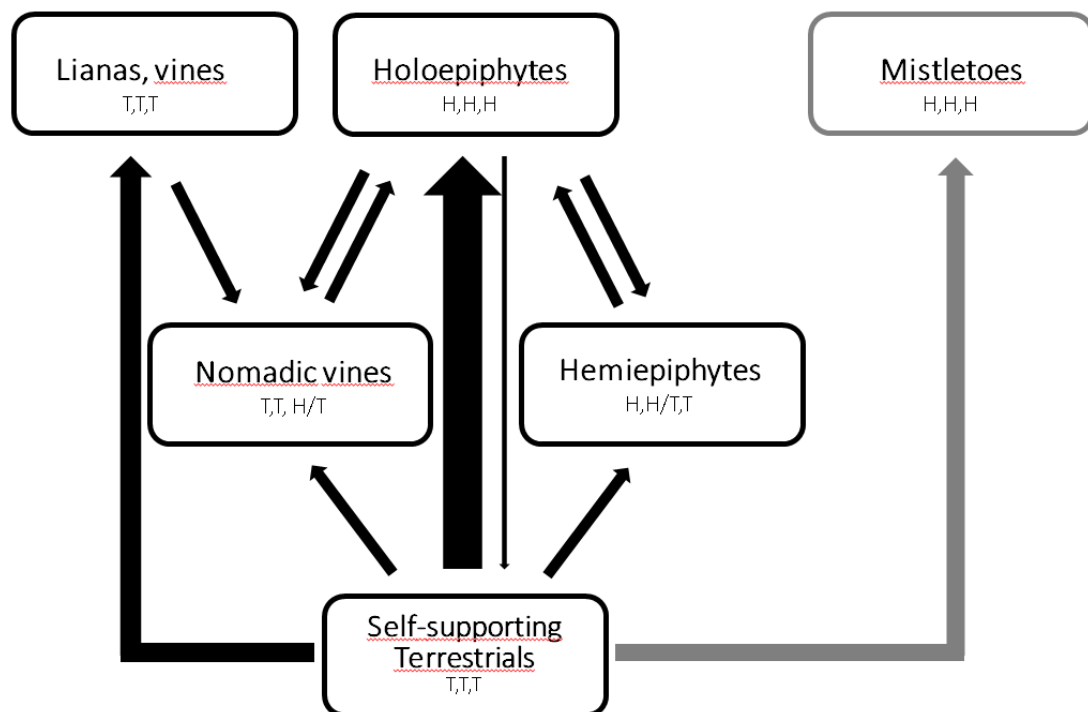 Lianas, vines
T,T,T
Holoepiphytes
H,H,H
Mistletoes
H,H,H
Nomadic vines
T,T, H/T
Hemiepiphytes
H,H/T,T
Self-supporting
Terrestrials
T,T,T